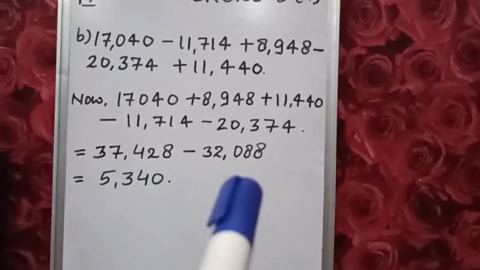 b) 17,040 - 11,714 + 8,948 -
20,374 + 11,440.
Now, 17040 + 8,948 + 11,440
- 11,714 - 20,374.
= 37,428 - 32,088
= 5,340.